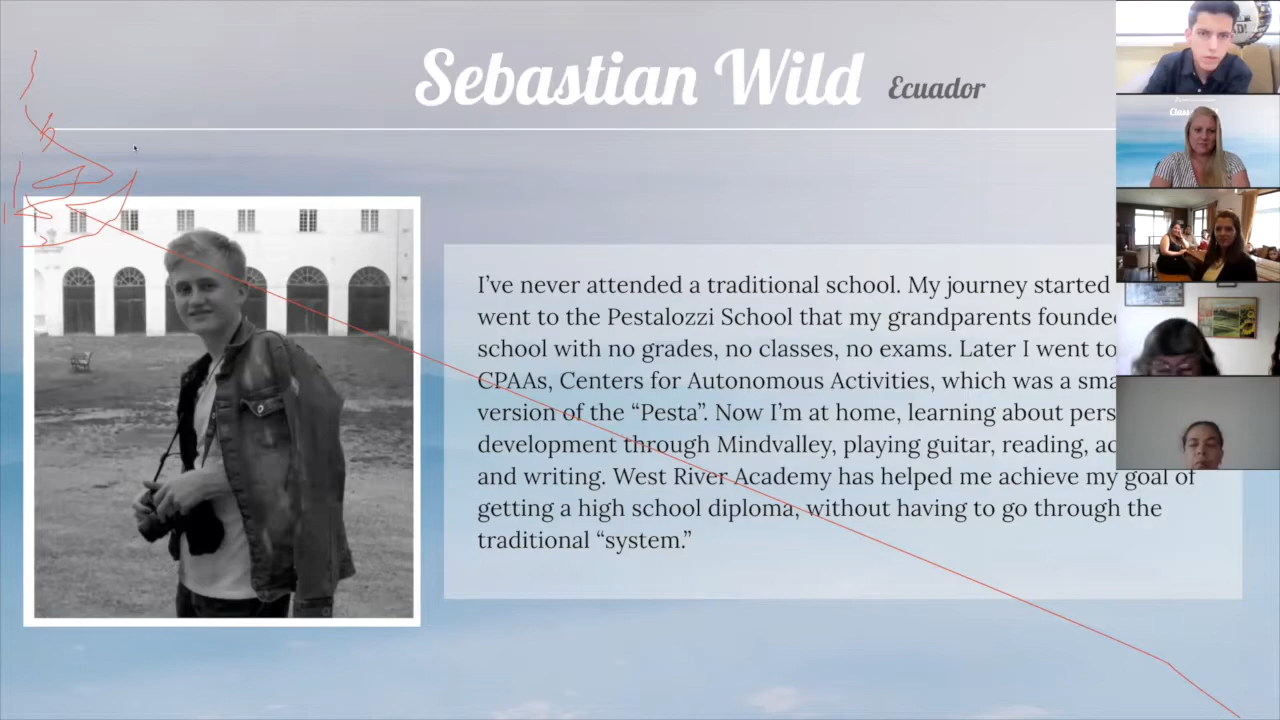 Sebastian Wild Ecuador
I’ve never attended a traditional school. My journey started
went to the Pestalozzi School that my grandparents
school with no grades, no classes, no exams. Later I went to
CPAAs, Centers for Autonomous Activities, which was a
version of the “Pesta”. Now I’m at home, learning about
development through Mindvalley, playing guitar, reading,
and writing. West River Academy has helped me achieve my goal of
getting a high school diploma, without having to go through the
traditional “system.”